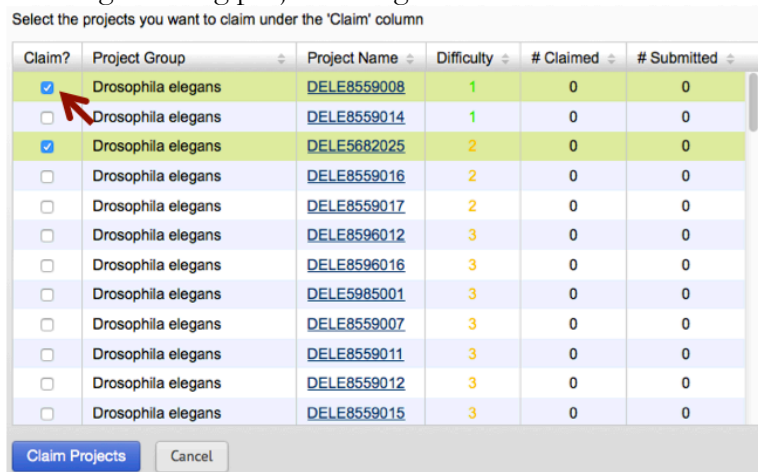 Select the projects you want to claim under the 'Claim' column
Claim? Project Group Project Name Difficulty # Claimed # Submitted
Drosophila elegans DELE8559008 1 0 0
Drosophila elegans DELE8559014 1 0 0
Drosophila elegans DELE5682025 2 0 0
Drosophila elegans DELE8559016 2 0 0
Drosophila elegans DELE8559017 2 0 0
Drosophila elegans DELE8596012 3 0 0
Drosophila elegans DELE8596016 3 0 0
Drosophila elegans DELE5985001 3 0 0
Drosophila elegans DELE8559007 3 0 0
Drosophila elegans DELE8559011 3 0 0
Drosophila elegans DELE8559012 3 0 0
Drosophila elegans DELE8559015 3 0 0
Claim Projects Cancel